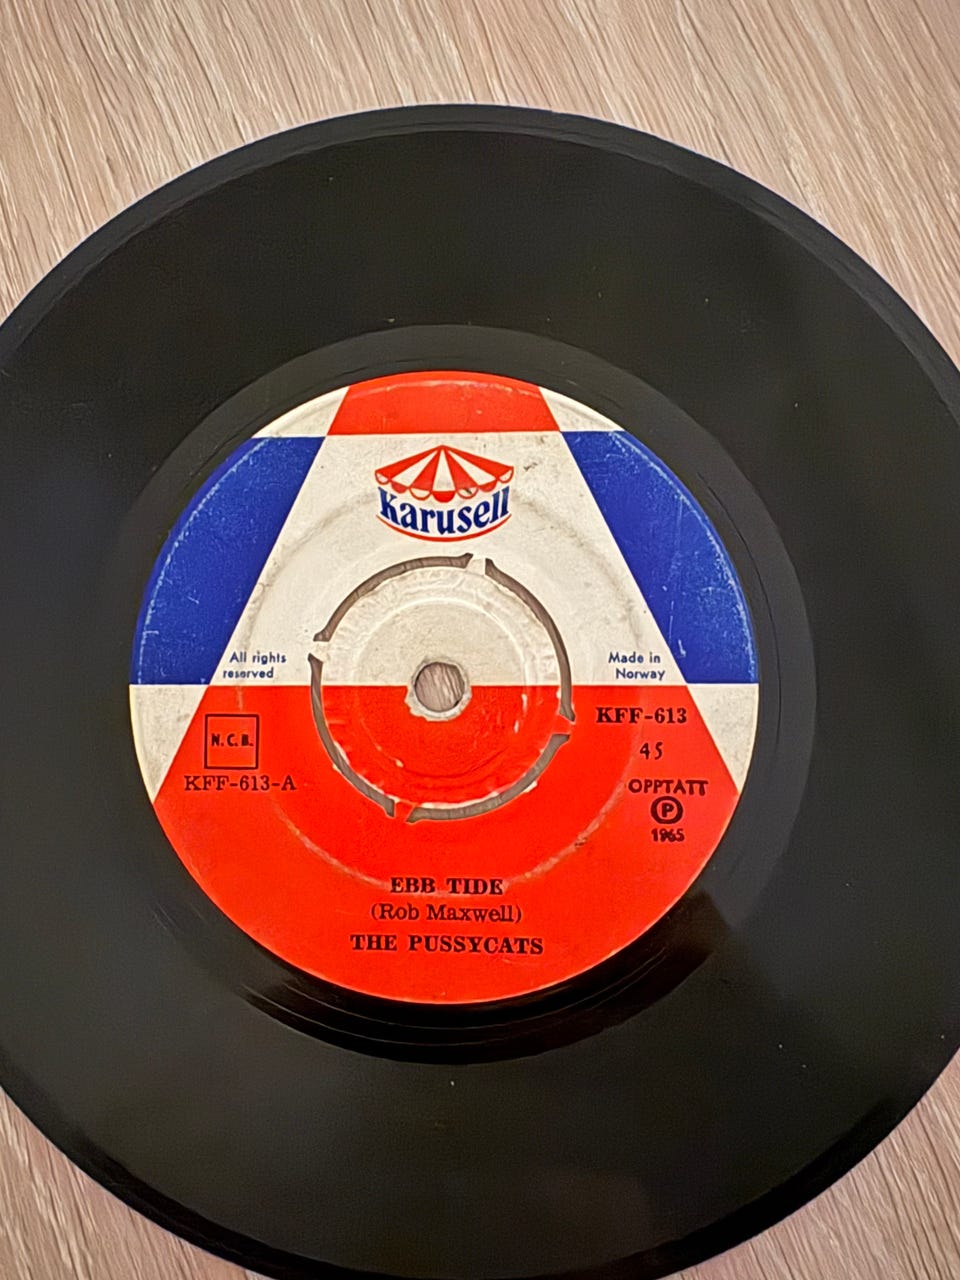 Karusell
All rights
reserved
Made in
Norway
N.C.B.
KFF-613-A
KFF-613
45
OPPTATT
Ⓟ
1965
EBB TIDE
(Rob Maxwell)
THE PUSSYCATS